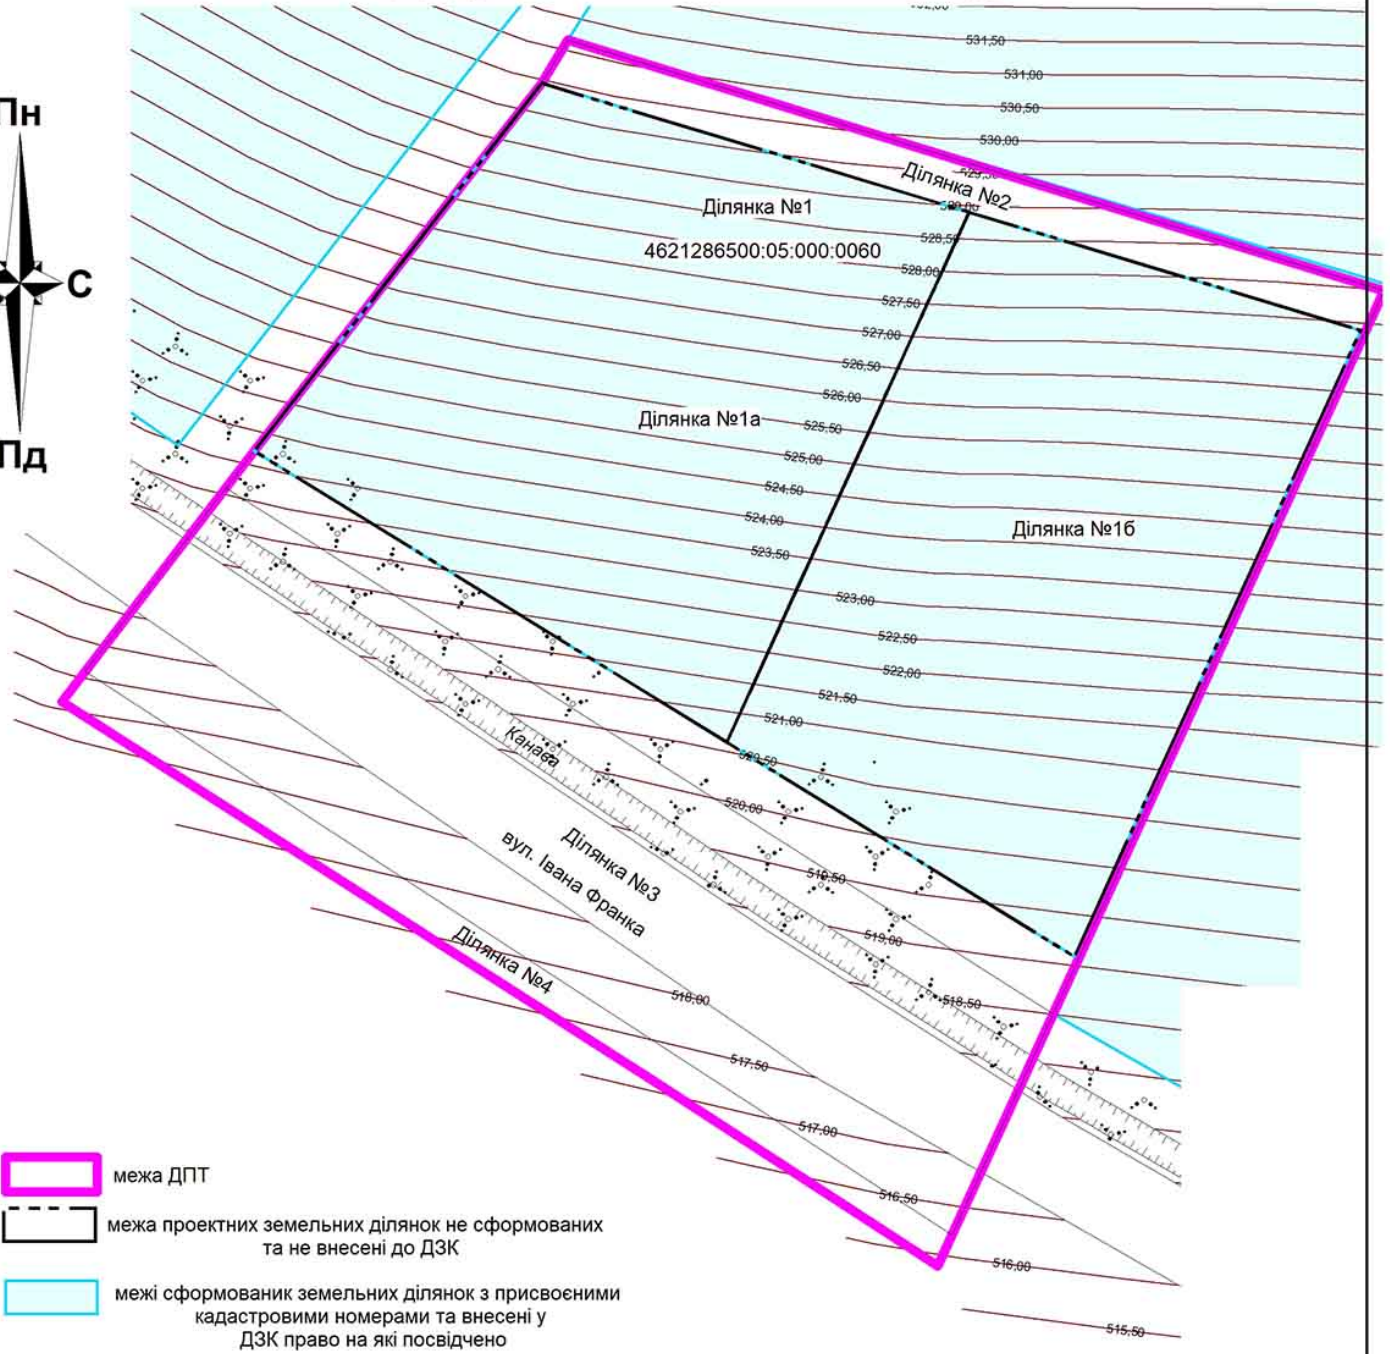 531,50
531,00
530,50
530,00
Пн
Ділянка №2
Ділянка №1
528,50
4621286500:05:000:0060
528,00
С
527,50
527,00
526,50
526,00
Ділянка №1а
525,50
Пд
525,00
524,50
524,00
Ділянка №1б
523,50
523,00
522,50
522,00
521,50
521,00
Канава
520,00
Ділянка №3
вул. Івана Франка
519,50
519,00
Ділянка №4
518,00
518,50
517,50
517,00
межа ДПТ
516,50
межа проектних земельних ділянок не сформованих
та не внесені до ДЗК
516,00
межі сформованик земельних ділянок з присвоєними
кадастровими номерами та внесені у
ДЗК право на які посвідчено
515,50